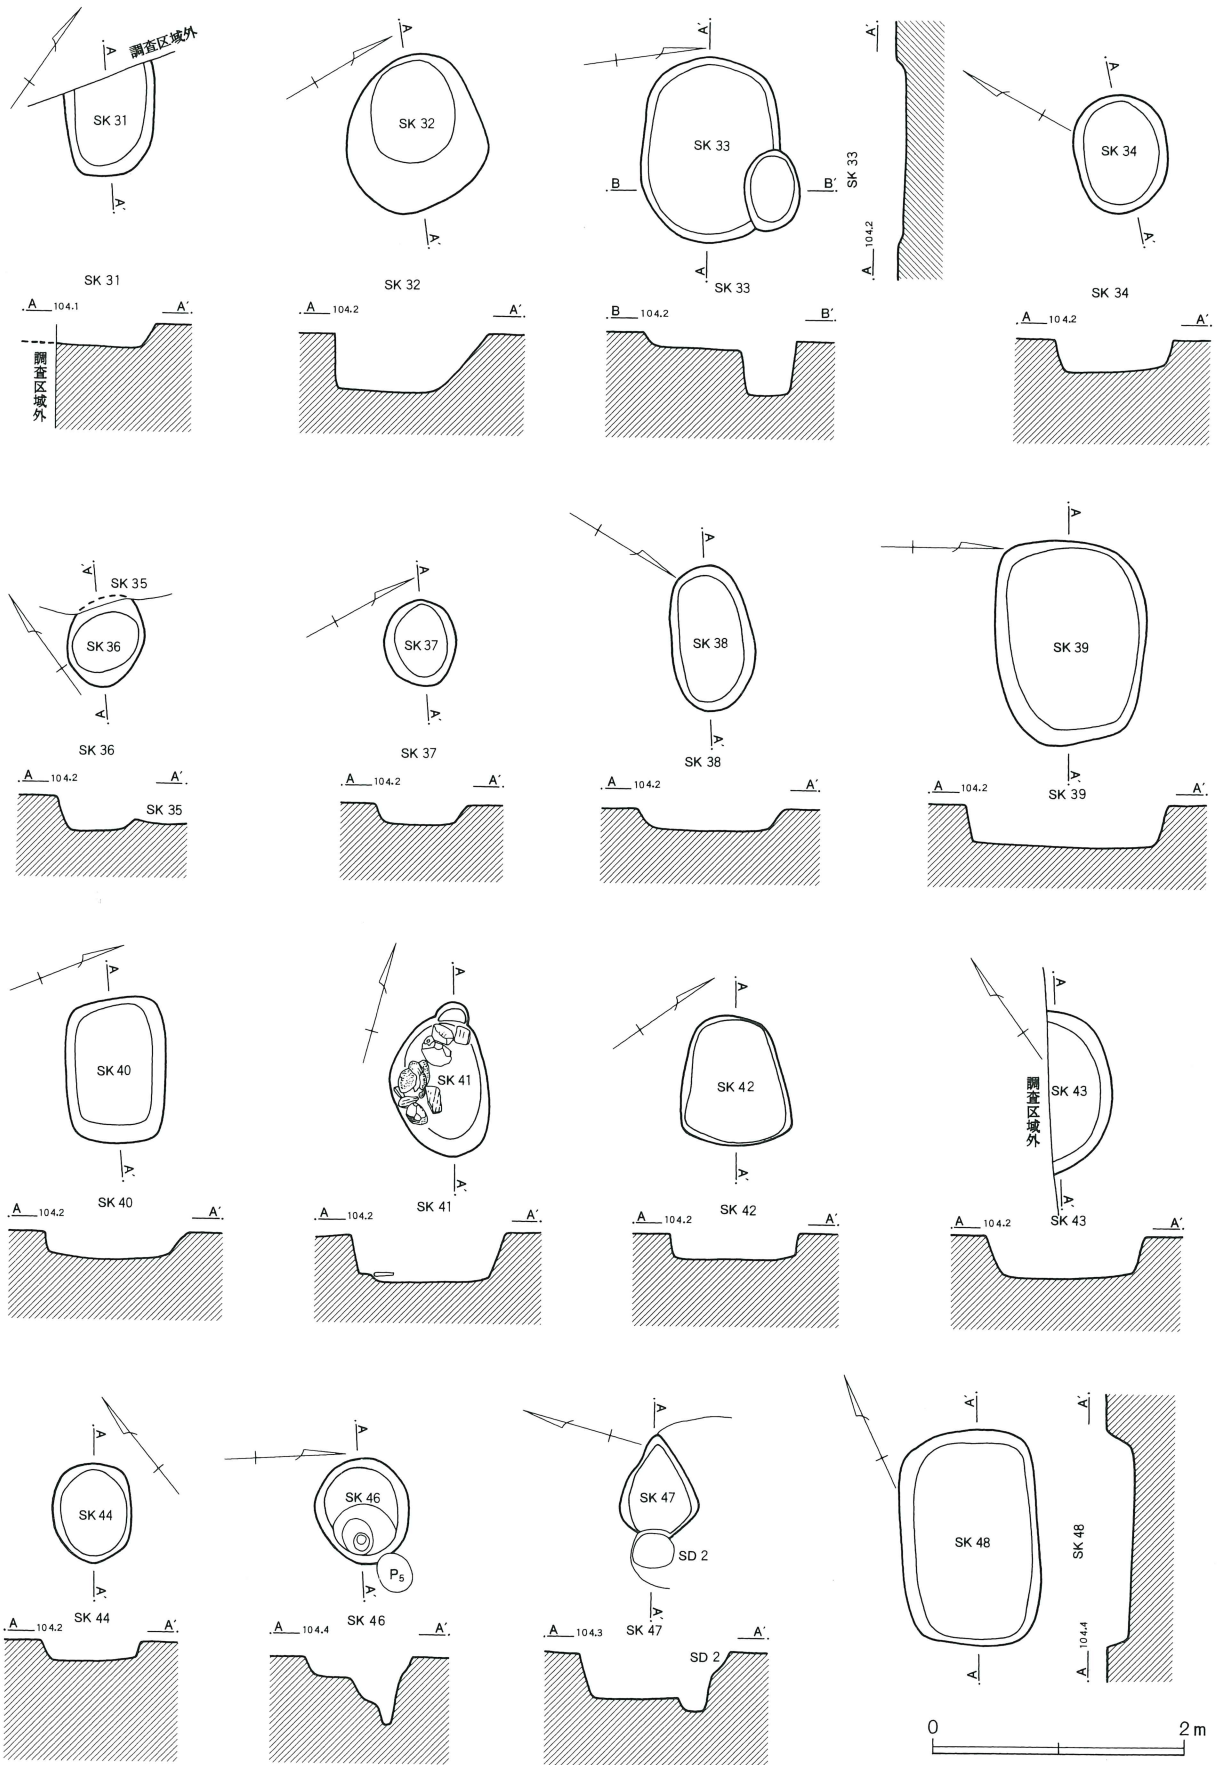 調査区域外
A
SK 31
A'
SK 31
A 104.1 A'
調査区域外
A
SK 32
A'
SK 32
A 104.2 A'
A'
SK 33
B B'
A
SK 33
B 104.2 B'
A'
SK 33
A 104.2
A
SK 34
A'
SK 34
A 104.2 A'
A'
SK 35
SK 36
A
SK 36
A 104.2 A'
SK 35
A
SK 37
A'
SK 37
A 104.2 A'
A
SK 38
A'
SK 38
A 104.2 A'
A
SK 39
A'
SK 39
A 104.2 A'
A
SK 40
A'
SK 40
A 104.2 A'
A
SK 41
A'
SK 41
A 104.2 A'
A
SK 42
A'
SK 42
A 104.2 A'
A
SK 43
調査区域外
A'
SK 43
A 104.2 A'
A
SK 44
A'
SK 44
A 104.2 A'
A
SK 46
P5
A'
SK 46
A 104.4 A'
A
SK 47
SD 2
A'
SK 47
A 104.3 A'
SD 2
A'
SK 48
A
A'
SK 48
A 104.4
0 2m